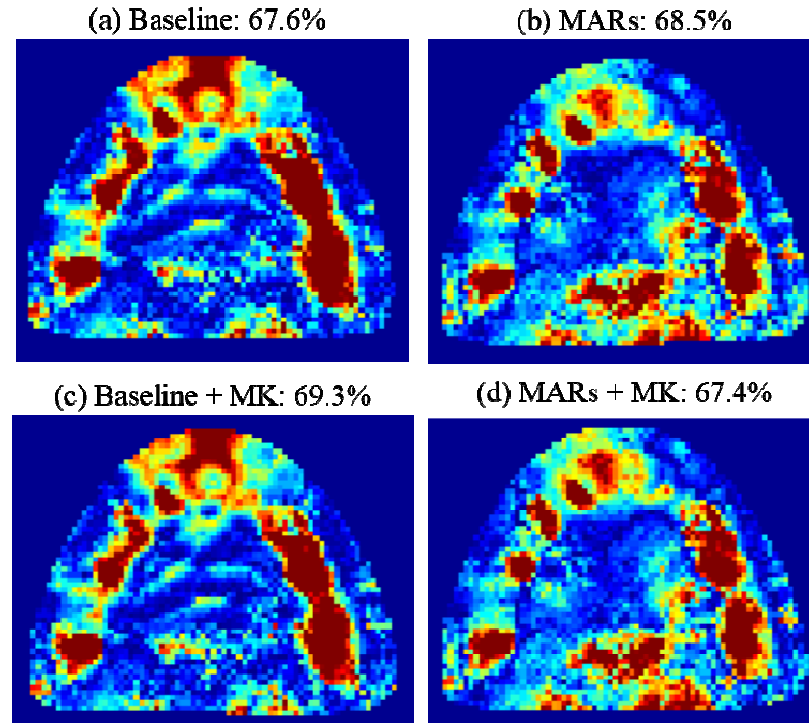 (a) Baseline: 67.6%
(b) MARs: 68.5%
(c) Baseline + MK: 69.3%
(d) MARs + MK: 67.4%